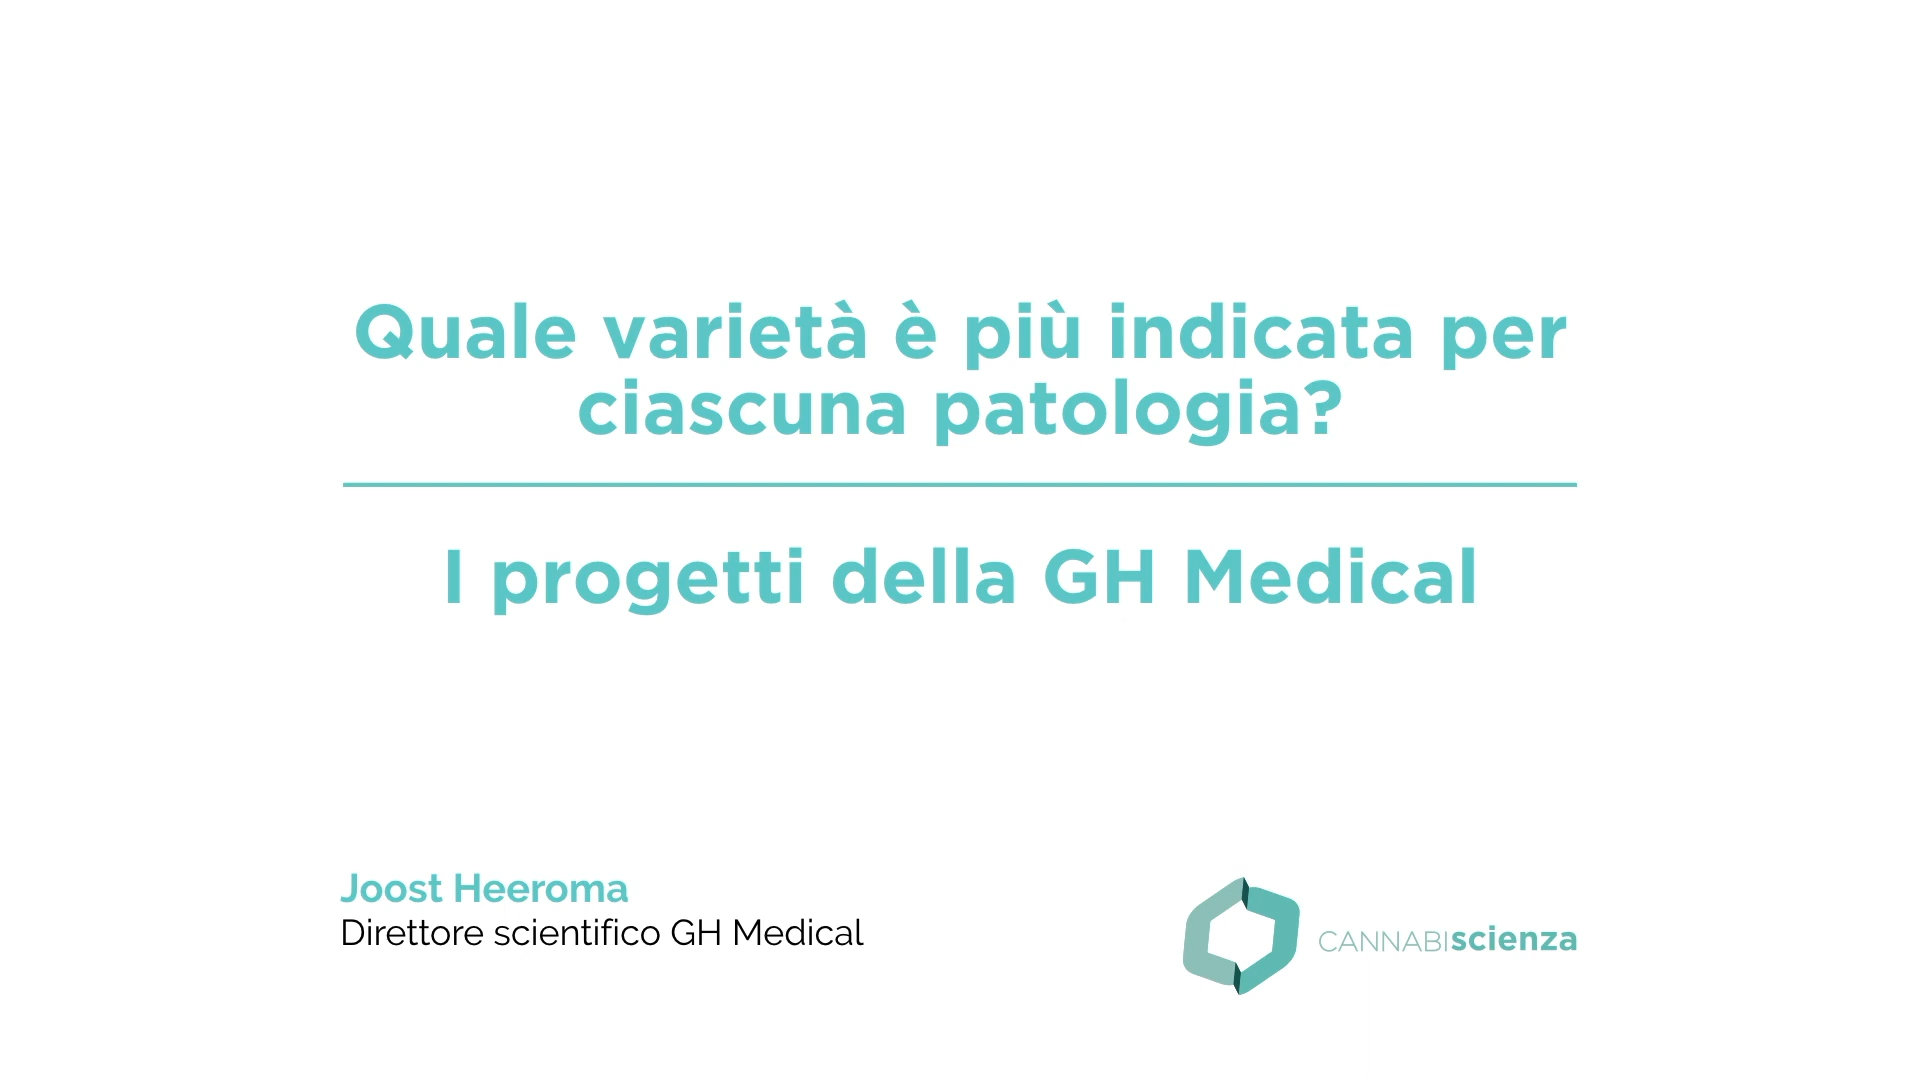 Quale varietà è più indicata per
ciascuna patologia?
I progetti della GH Medical
Joost Heeroma
Direttore scientifico GH Medical
CANNABIscienza